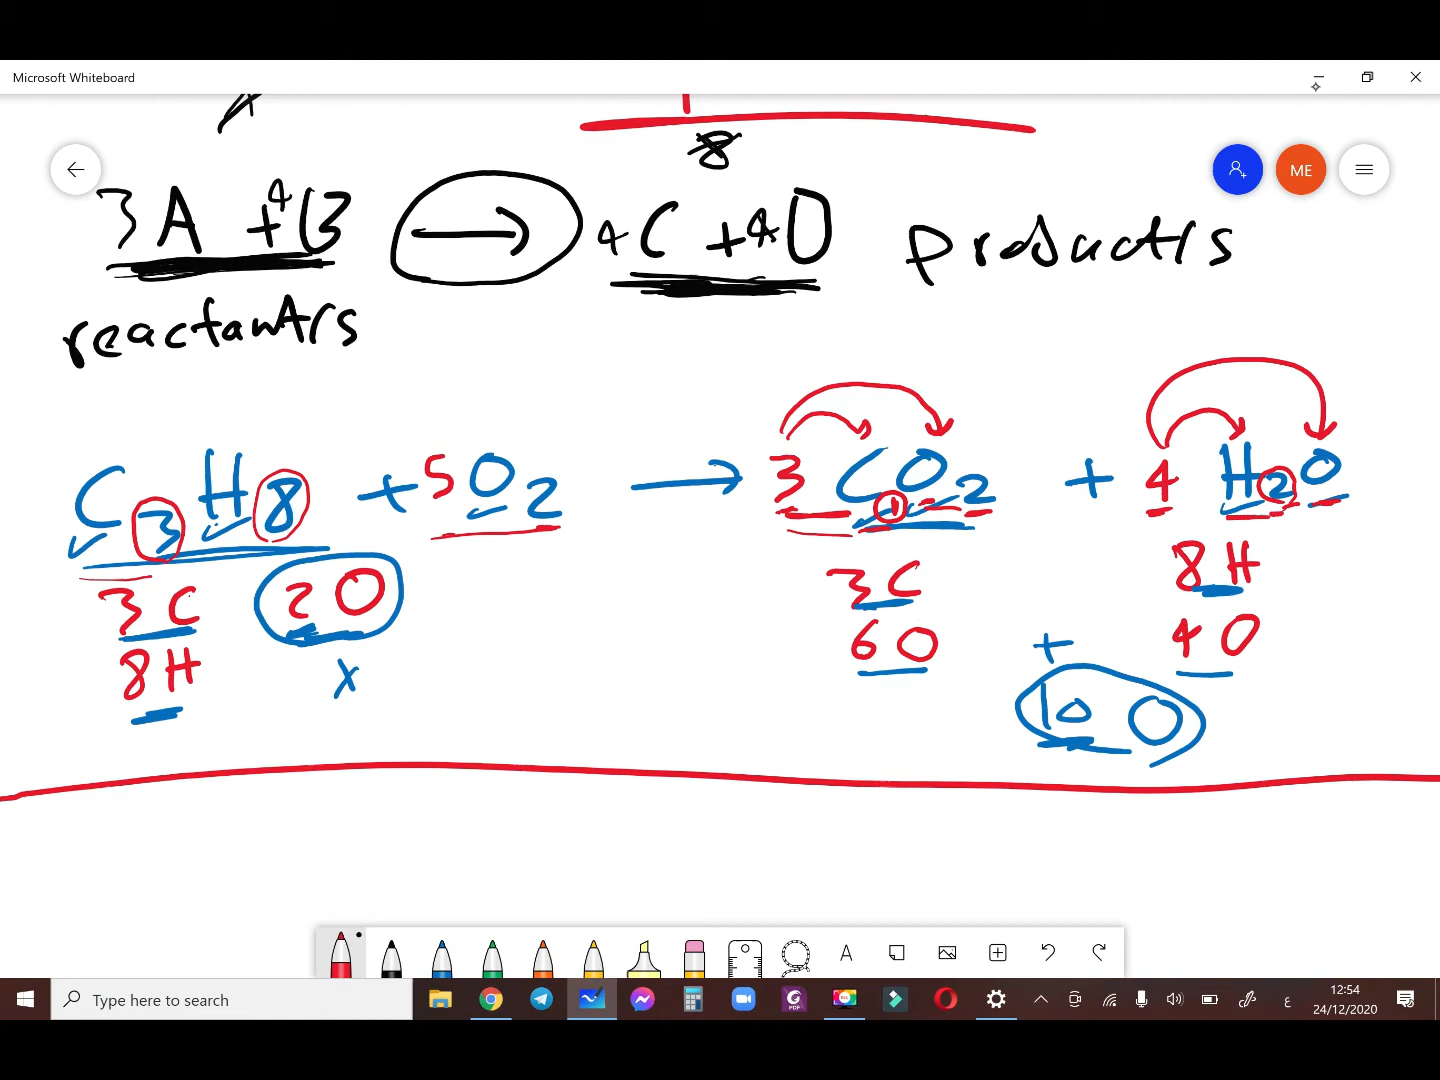 Microsoft Whiteboard
8
3A + 4B → 4C + 4D products
ME
reactants
C3H8 + 5O2 → 3CO2 + 4H2O
1
3C 2O 3C 8H
8H x 6O + 4O
10 O
A
Type here to search
ع
12:54
24/12/2020